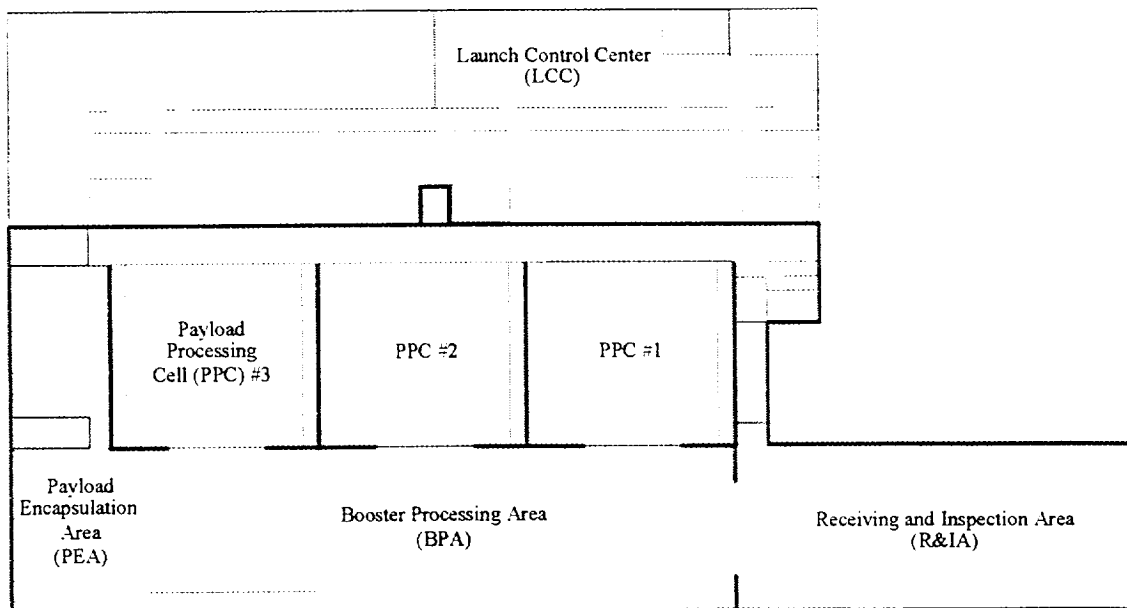 Launch Control Center
(LCC)
Payload
Processing
Cell (PPC) #3
PPC #2
PPC #1
Payload
Encapsulation
Area
(PEA)
Booster Processing Area
(BPA)
Receiving and Inspection Area
(R&IA)